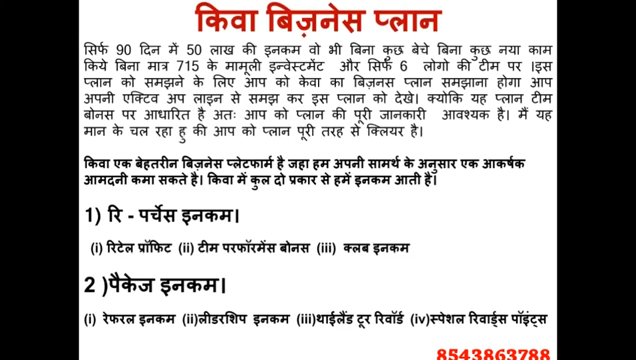 किवा बिज़नेस प्लान
सिर्फ 90 दिन में 50 लाख की इनकम वो भी बिना कुछ बेचे बिना कुछ नया काम
किये बिना मात्र 715 के मामूली इन्वेस्टमेंट और सिर्फ 6 लोगो की टीम पर ।इस
प्लान को समझने के लिए आप को केवा का बिज़नस प्लान समझाना होगा आप
अपनी एक्टिव अप लाइन से समझ कर इस प्लान को देखे। क्योकि यह प्लान टीम
बोनस पर आधारित है अतः आप को प्लान की पूरी जानकारी आवश्यक है। मैं यह
मान के चल रहा हु की आप को प्लान पूरी तरह से क्लियर है।
किवा एक बेहतरीन बिज़नेस प्लेटफार्म है जहा हम अपनी सामर्थ के अनुसार एक आकर्षक
आमदनी कमा सकते है। किवा में कुल दो प्रकार से हमें इनकम आती है।
1) रि - पर्चेस इनकम।
(i) रिटेल प्रॉफिट (ii) टीम परफॉरमेंस बोनस (iii) क्लब इनकम
2 )पैकेज इनकम।
(i) रेफरल इनकम (ii)लीडरशिप इनकम (iii)थाईलैंड टूर रिवॉर्ड (iv)स्पेशल रिवार्ड्स पॉइंट्स
8543863788